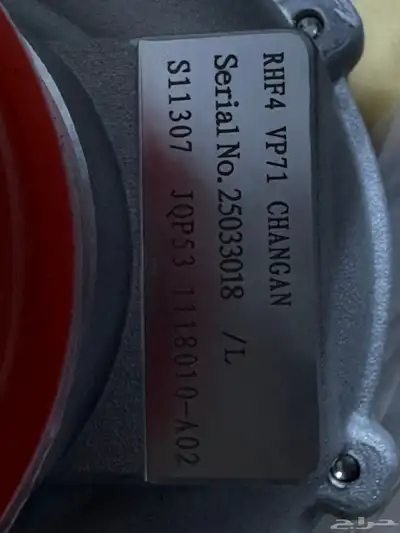 RHF4 VP71 CHANGAN
Serial No. 25033018 /L
S11307 JQP53 1118010-A02
حراج